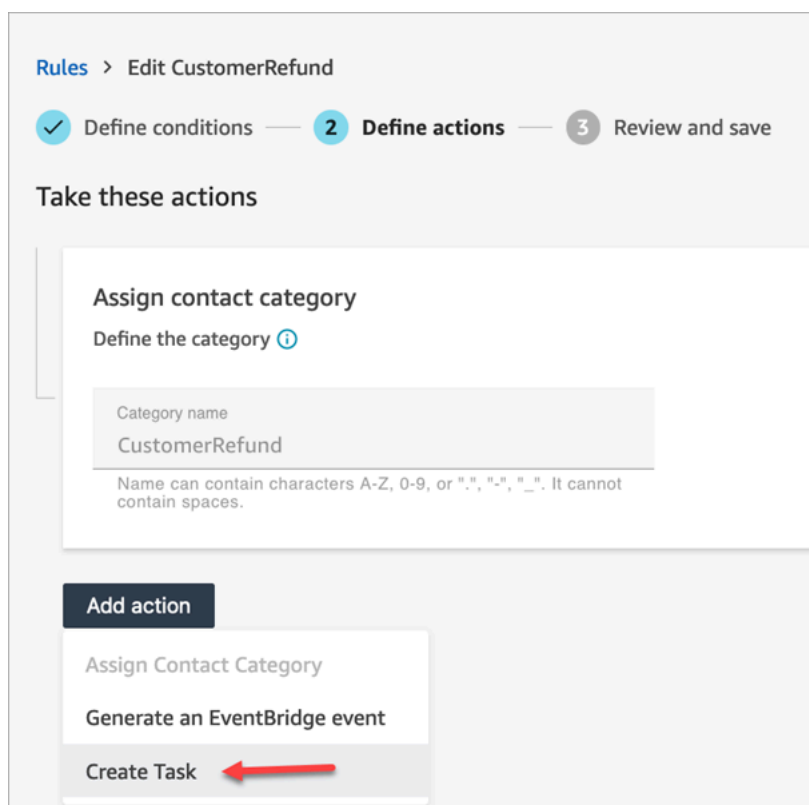 Rules > Edit CustomerRefund
Define conditions 2 Define actions 3 Review and save
Take these actions
Assign contact category
Define the category
Category name
CustomerRefund
Name can contain characters A-Z, 0-9, or ".", "-", "_". It cannot
contain spaces.
Add action
Assign Contact Category
Generate an EventBridge event
Create Task